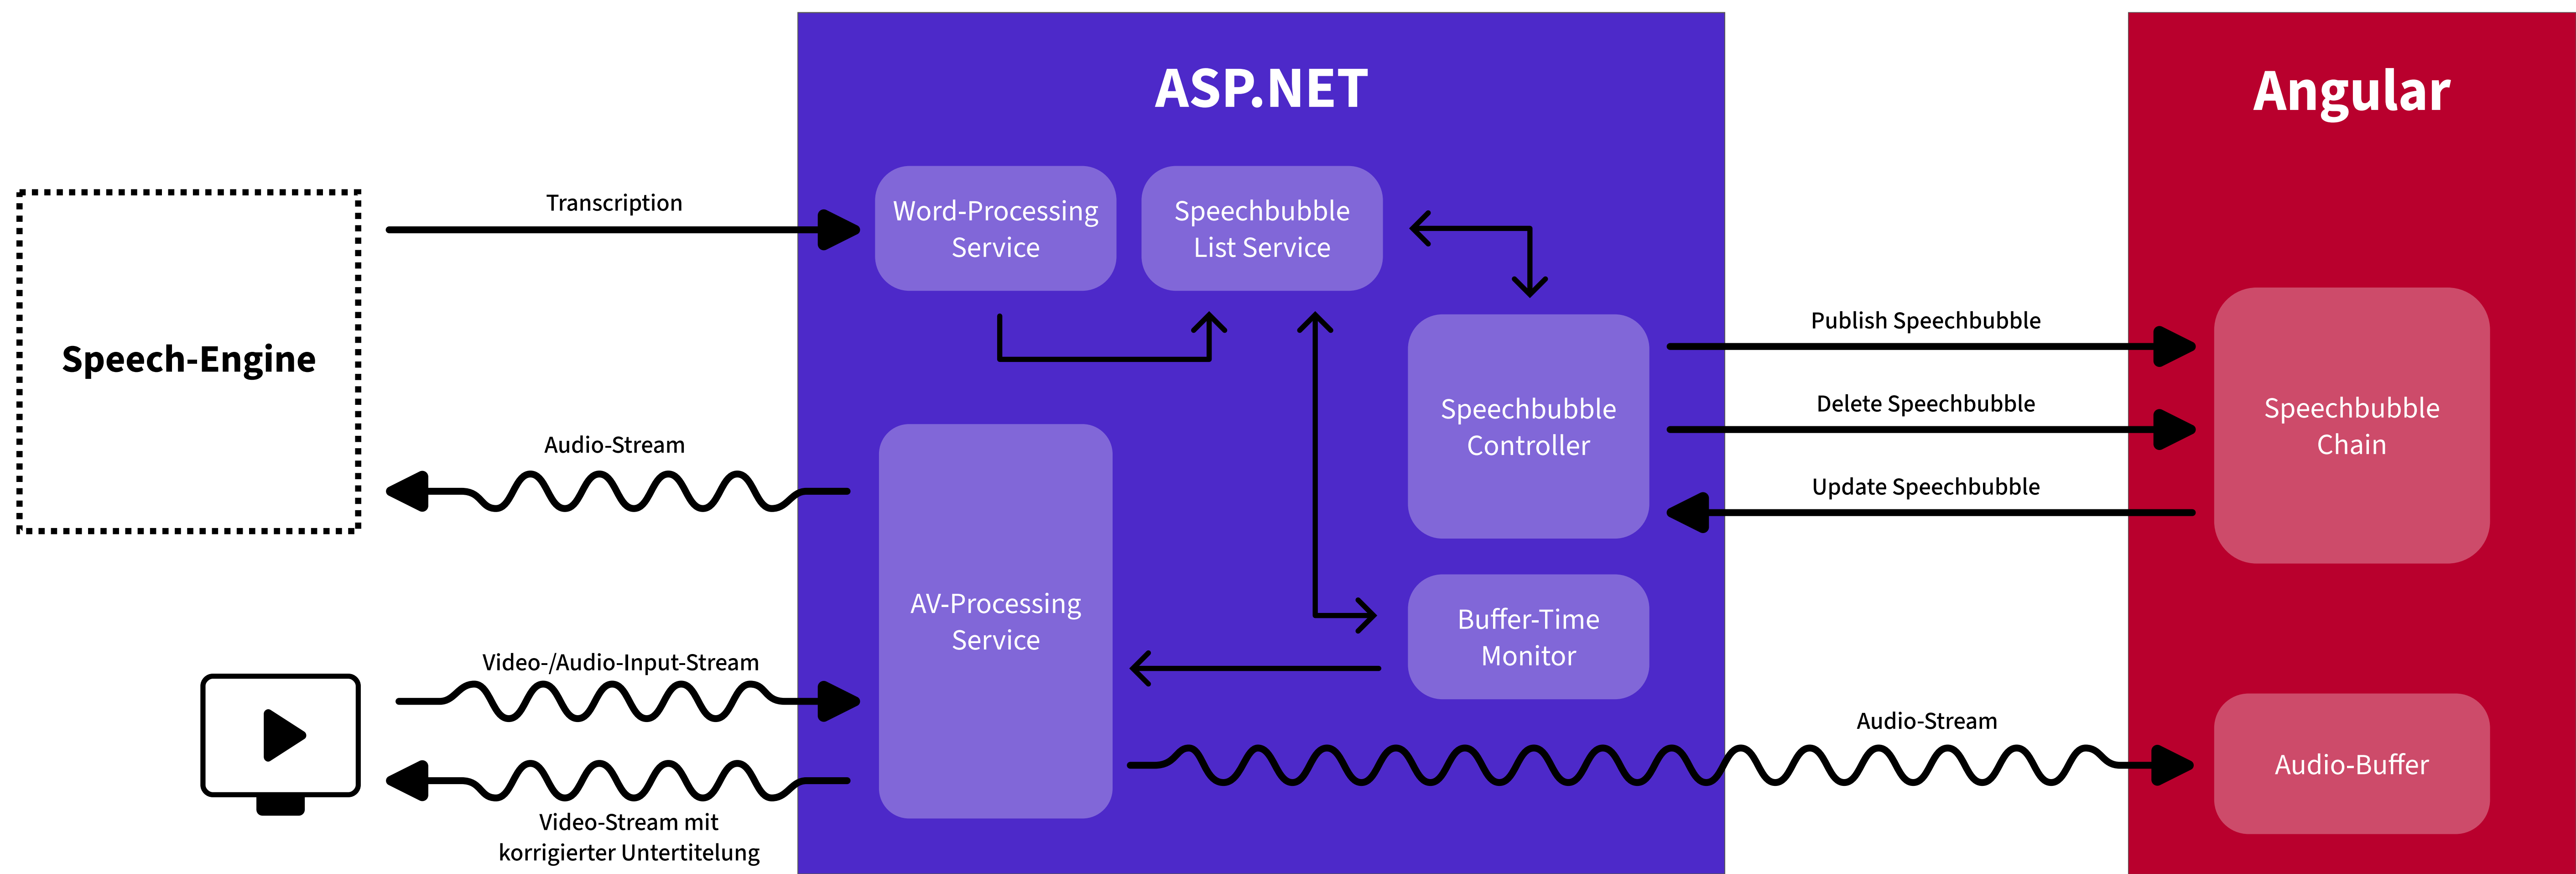 ASP.NET
Angular
Transcription
Word-Processing
Service
Speechbubble
List Service
Speech-Engine
Publish Speechbubble
Delete Speechbubble
Update Speechbubble
Speechbubble
Controller
Speechbubble
Chain
Audio-Stream
AV-Processing
Service
Buffer-Time
Monitor
Video-/Audio-Input-Stream
Audio-Stream
Audio-Buffer
Video-Stream mit
korrigierter Untertitelung